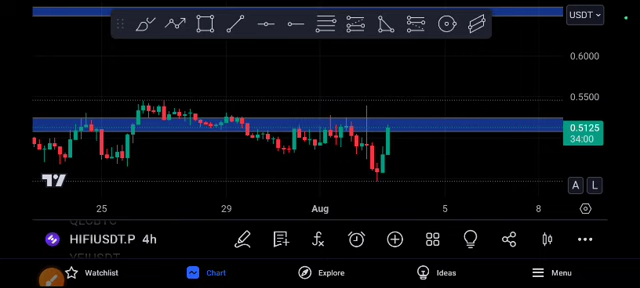 USDT
0.6000
0.5500
0.5125
34:00
A L
25 29 Aug 5 8
HIFIUSDT.P 4h
Watchlist Chart Explore Ideas Menu